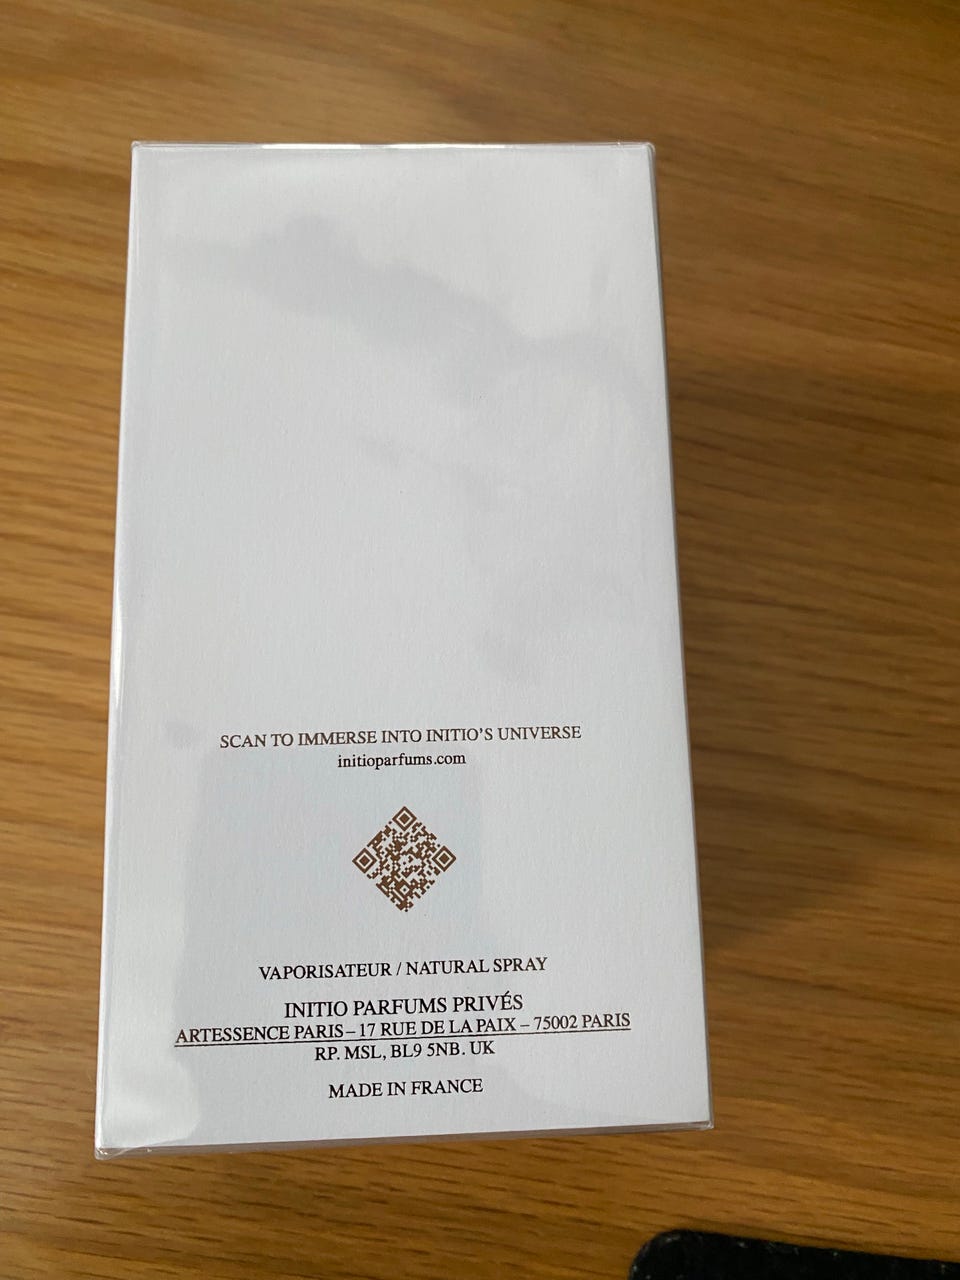 SCAN TO IMMERSE INTO INITIO'S UNIVERSE
initioparfums.com
VAPORISATEUR / NATURAL SPRAY
INITIO PARFUMS PRIVÉS
ARTESSENCE PARIS – 17 RUE DE LA PAIX – 75002 PARIS
RP. MSL, BL9 5NB. UK
MADE IN FRANCE